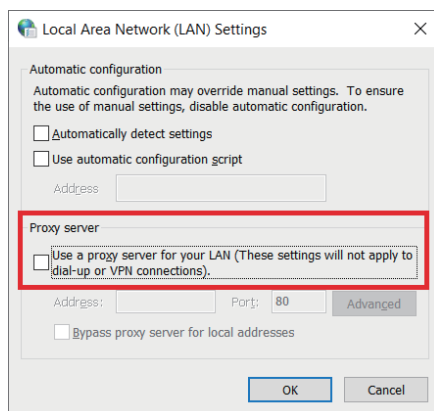 Local Area Network (LAN) Settings
Automatic configuration
Automatic configuration may override manual settings. To ensure
the use of manual settings, disable automatic configuration.
Automatically detect settings
Use automatic configuration script
Address
Proxy server
Use a proxy server for your LAN (These settings will not apply to
dial-up or VPN connections).
Address: Port: 80 Advanced
Bypass proxy server for local addresses
OK Cancel